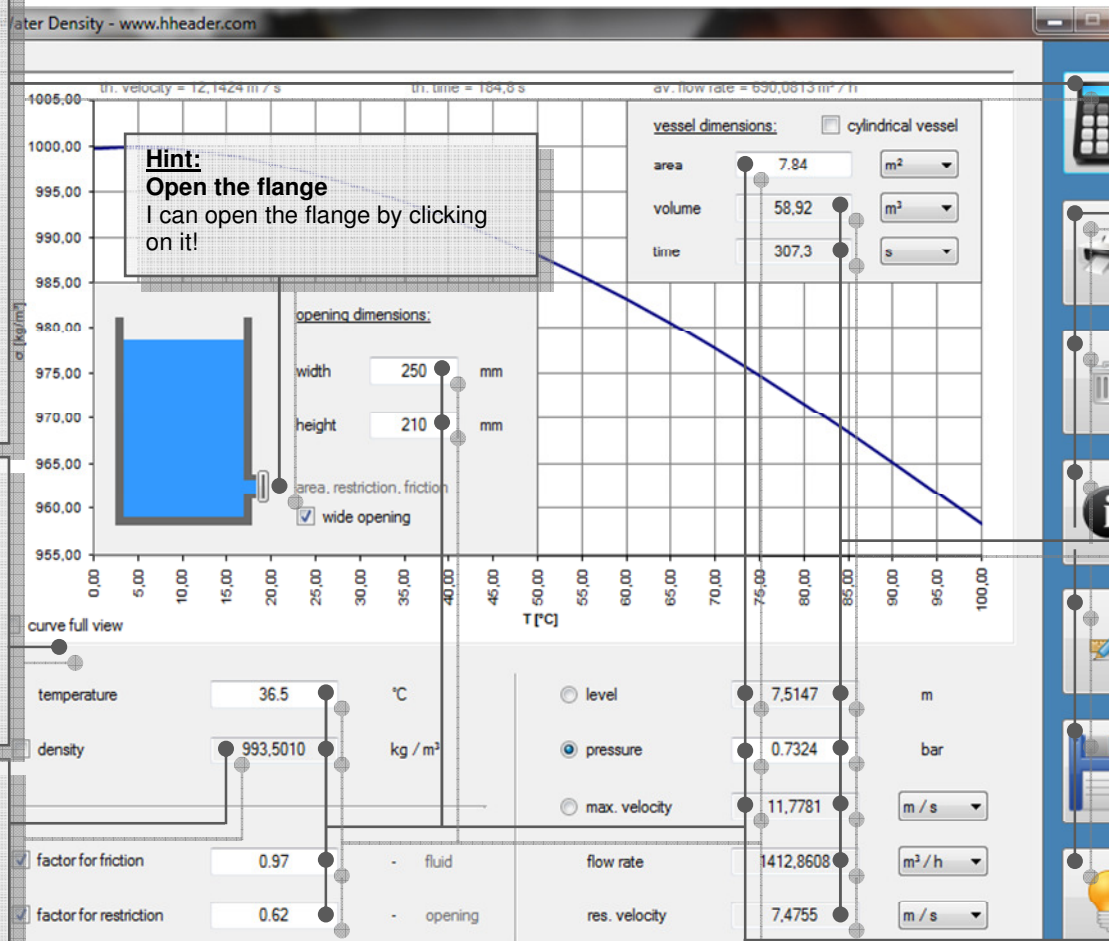 ater Density - www.hheader.com
th. velocity = 12,1424 m / s th. time = 184,8 s av. flow rate = 690,0813 m³ / h
1005,00
1000,00
995,00
990,00
985,00
980,00
975,00
970,00
965,00
960,00
955,00
σ [kg/m³]
Hint:
Open the flange
I can open the flange by clicking
on it!
vessel dimensions: cylindrical vessel
area 7.84 m²
volume 58,92 m³
time 307,3 s
opening dimensions:
width 250 mm
height 210 mm
area, restriction, friction
wide opening
0,00 5,00 10,00 15,00 20,00 25,00 30,00 35,00 40,00 45,00 50,00 55,00 60,00 65,00 70,00 75,00 80,00 85,00 90,00 95,00 100,00
T [°C]
curve full view
temperature 36.5 °C
density 993,5010 kg / m³
factor for friction 0.97 - fluid
factor for restriction 0.62 - opening
level 7,5147 m
pressure 0.7324 bar
max. velocity 11,7781 m / s
flow rate 1412,8608 m³ / h
res. velocity 7,4755 m / s